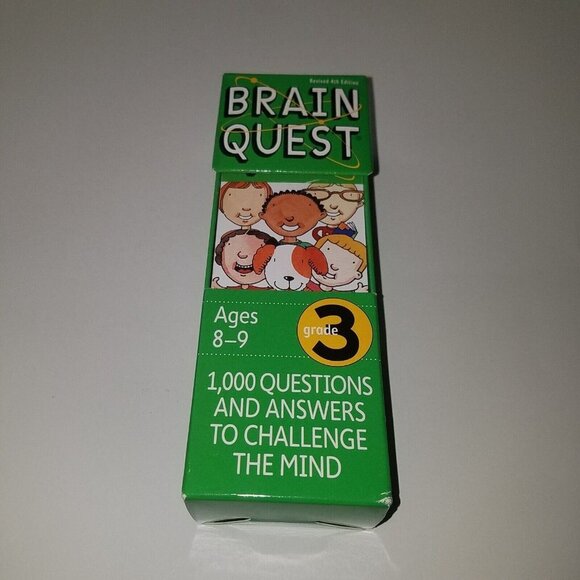 Revised 4th Edition
BRAIN
QUEST
Ages
8–9
grade 3
1,000 QUESTIONS
AND ANSWERS
TO CHALLENGE
THE MIND